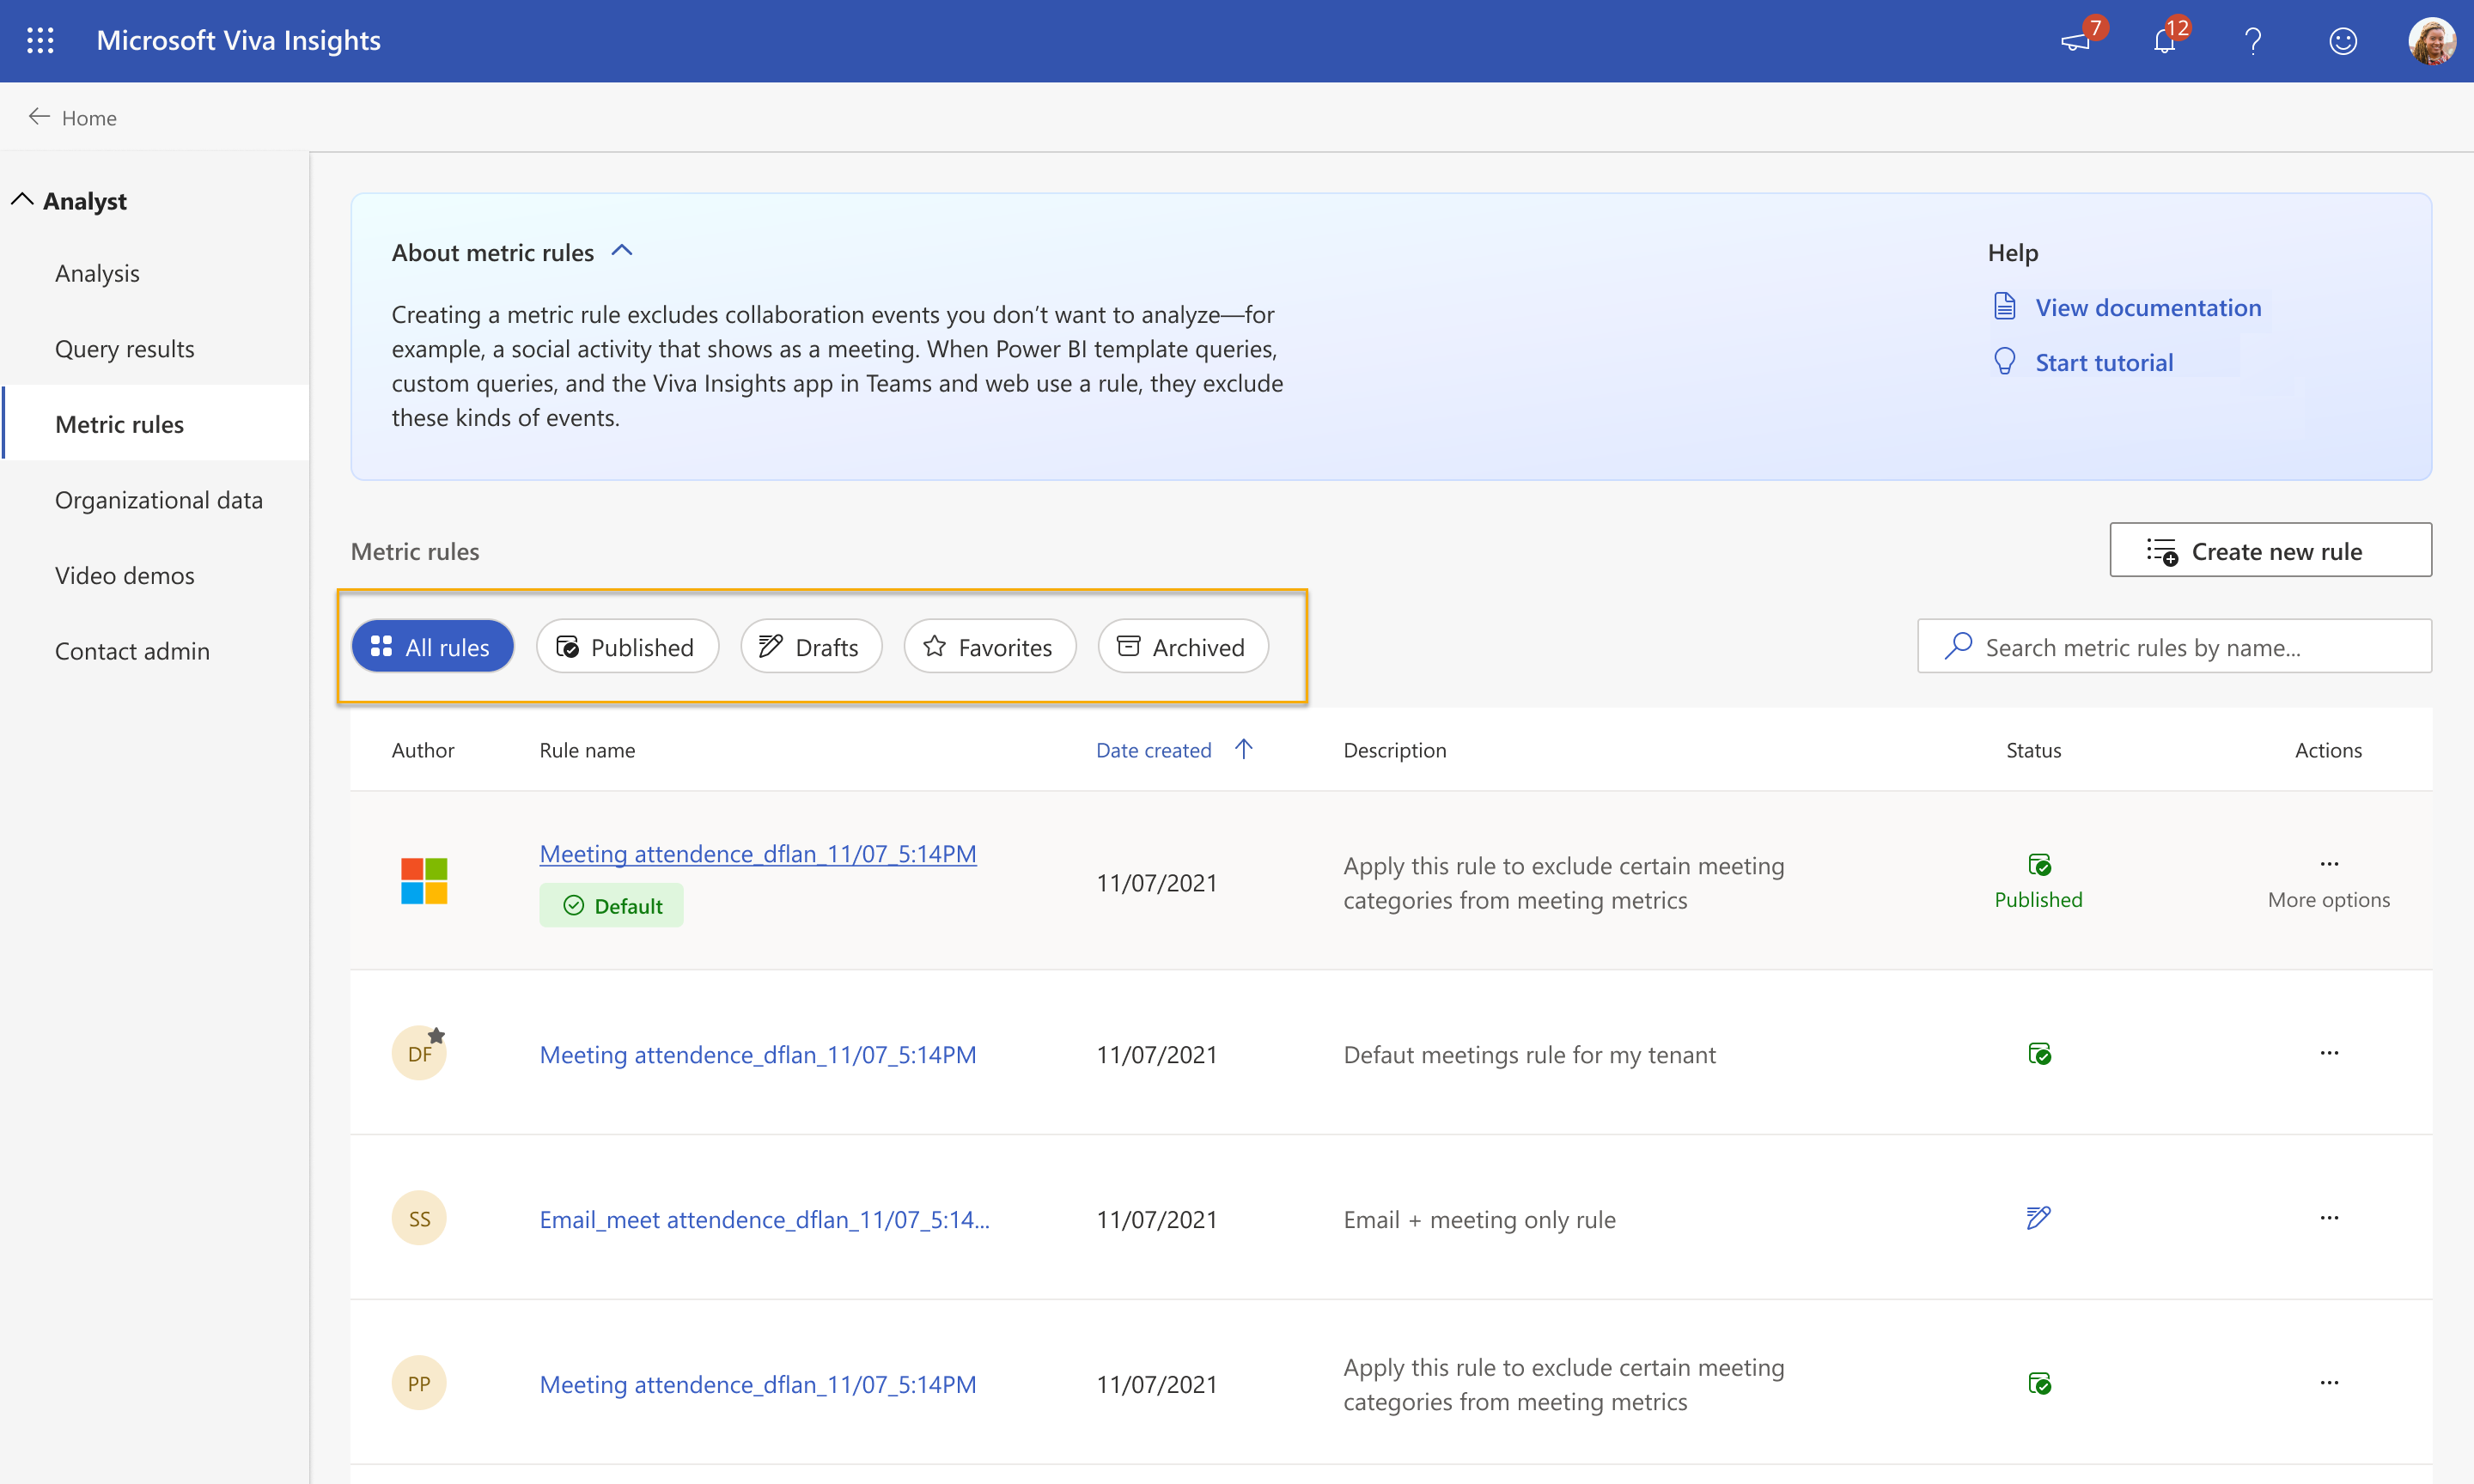 Microsoft Viva Insights
7
12
Home
Analyst
Analysis
Query results
Metric rules
Organizational data
Video demos
Contact admin
About metric rules
Creating a metric rule excludes collaboration events you don’t want to analyze—for
example, a social activity that shows as a meeting. When Power BI template queries,
custom queries, and the Viva Insights app in Teams and web use a rule, they exclude
these kinds of events.
Help
View documentation
Start tutorial
Metric rules
Create new rule
All rules
Published
Drafts
Favorites
Archived
Search metric rules by name...
Author
Rule name
Date created
Description
Status
Actions
Meeting attendence_dflan_11/07_5:14PM
Default
11/07/2021
Apply this rule to exclude certain meeting
categories from meeting metrics
Published
More options
DF
Meeting attendence_dflan_11/07_5:14PM
11/07/2021
Defaut meetings rule for my tenant
SS
Email_meet attendence_dflan_11/07_5:14...
11/07/2021
Email + meeting only rule
PP
Meeting attendence_dflan_11/07_5:14PM
11/07/2021
Apply this rule to exclude certain meeting
categories from meeting metrics